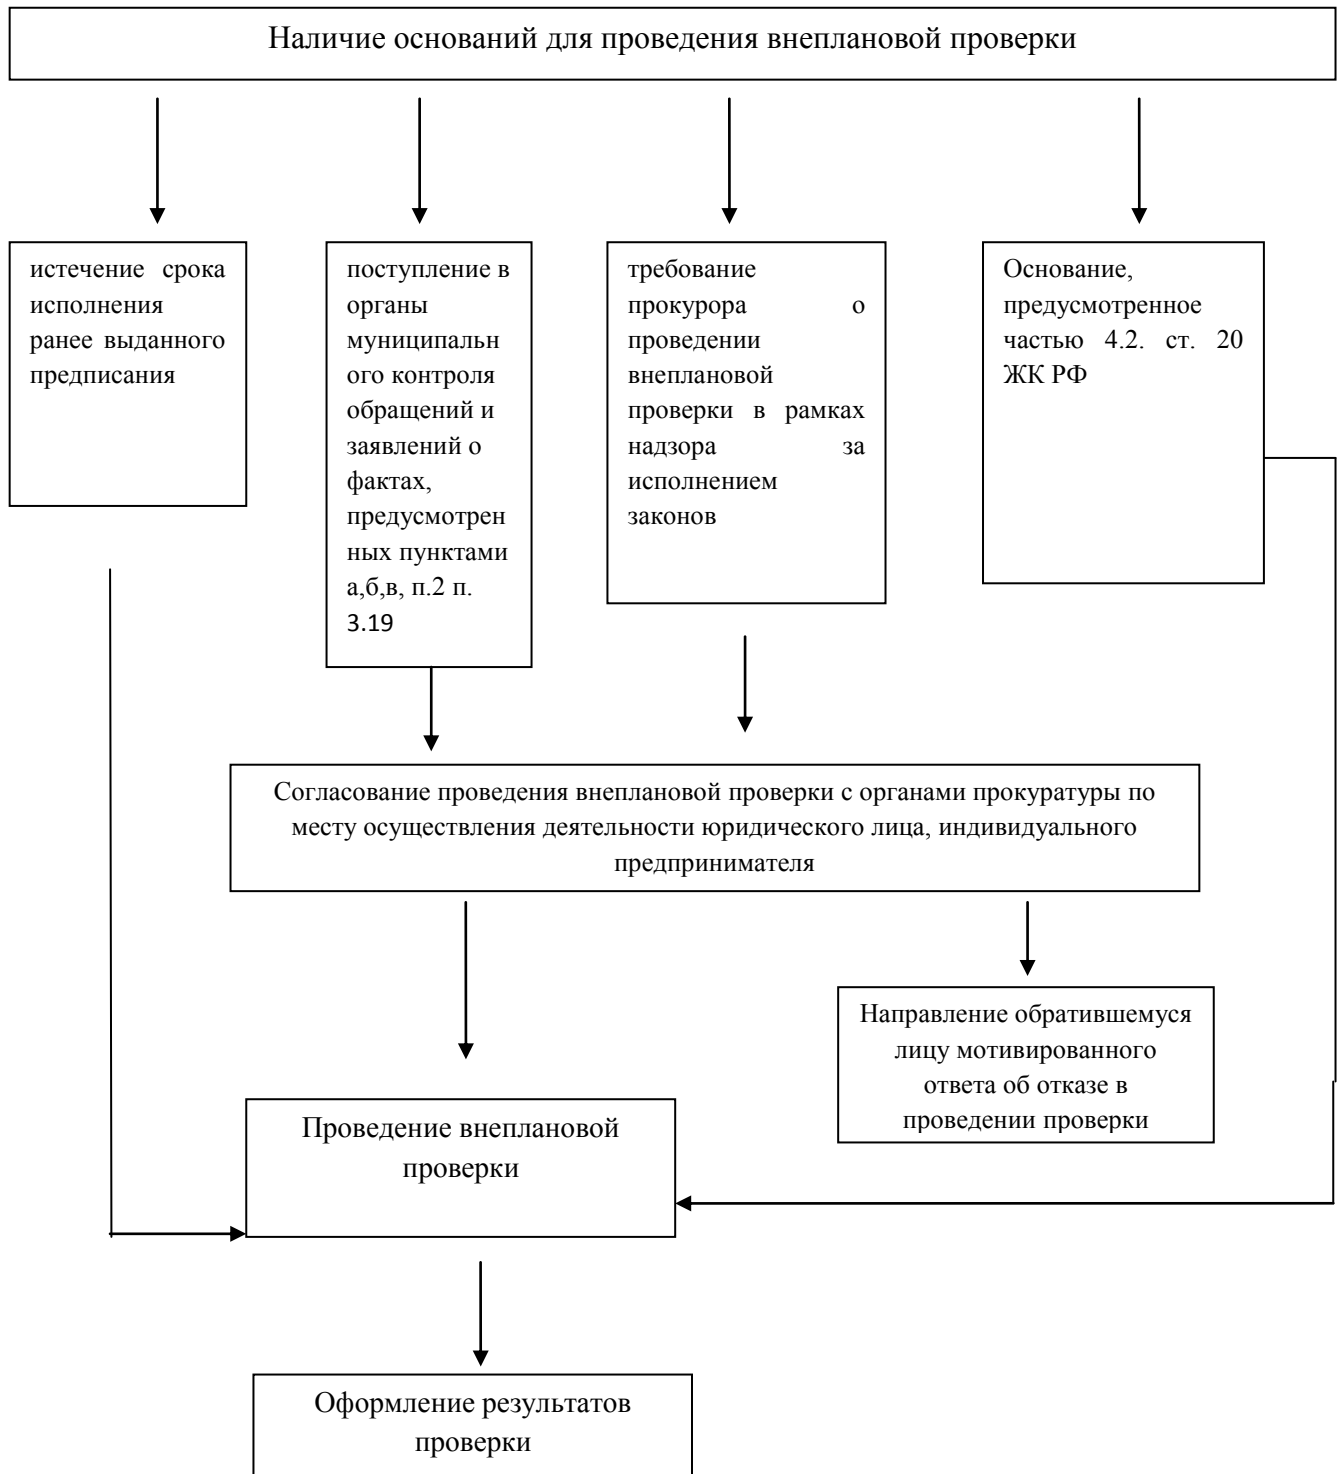 Наличие оснований для проведения внеплановой проверки
истечение срока
исполнения
ранее выданного
предписания
поступление в
органы
муниципальн
ого контроля
обращений и
заявлений о
фактах,
предусмотрен
ных пунктами
а,б,в, п.2 п.
3.19
требование
прокурора о
проведении
внеплановой
проверки в рамках
надзора за
исполнением
законов
Основание,
предусмотренное
частью 4.2. ст. 20
ЖК РФ
Согласование проведения внеплановой проверки с органами прокуратуры по
месту осуществления деятельности юридического лица, индивидуального
предпринимателя
Направление обратившемуся
лицу мотивированного
ответа об отказе в
проведении проверки
Проведение внеплановой
проверки
Оформление результатов
проверки